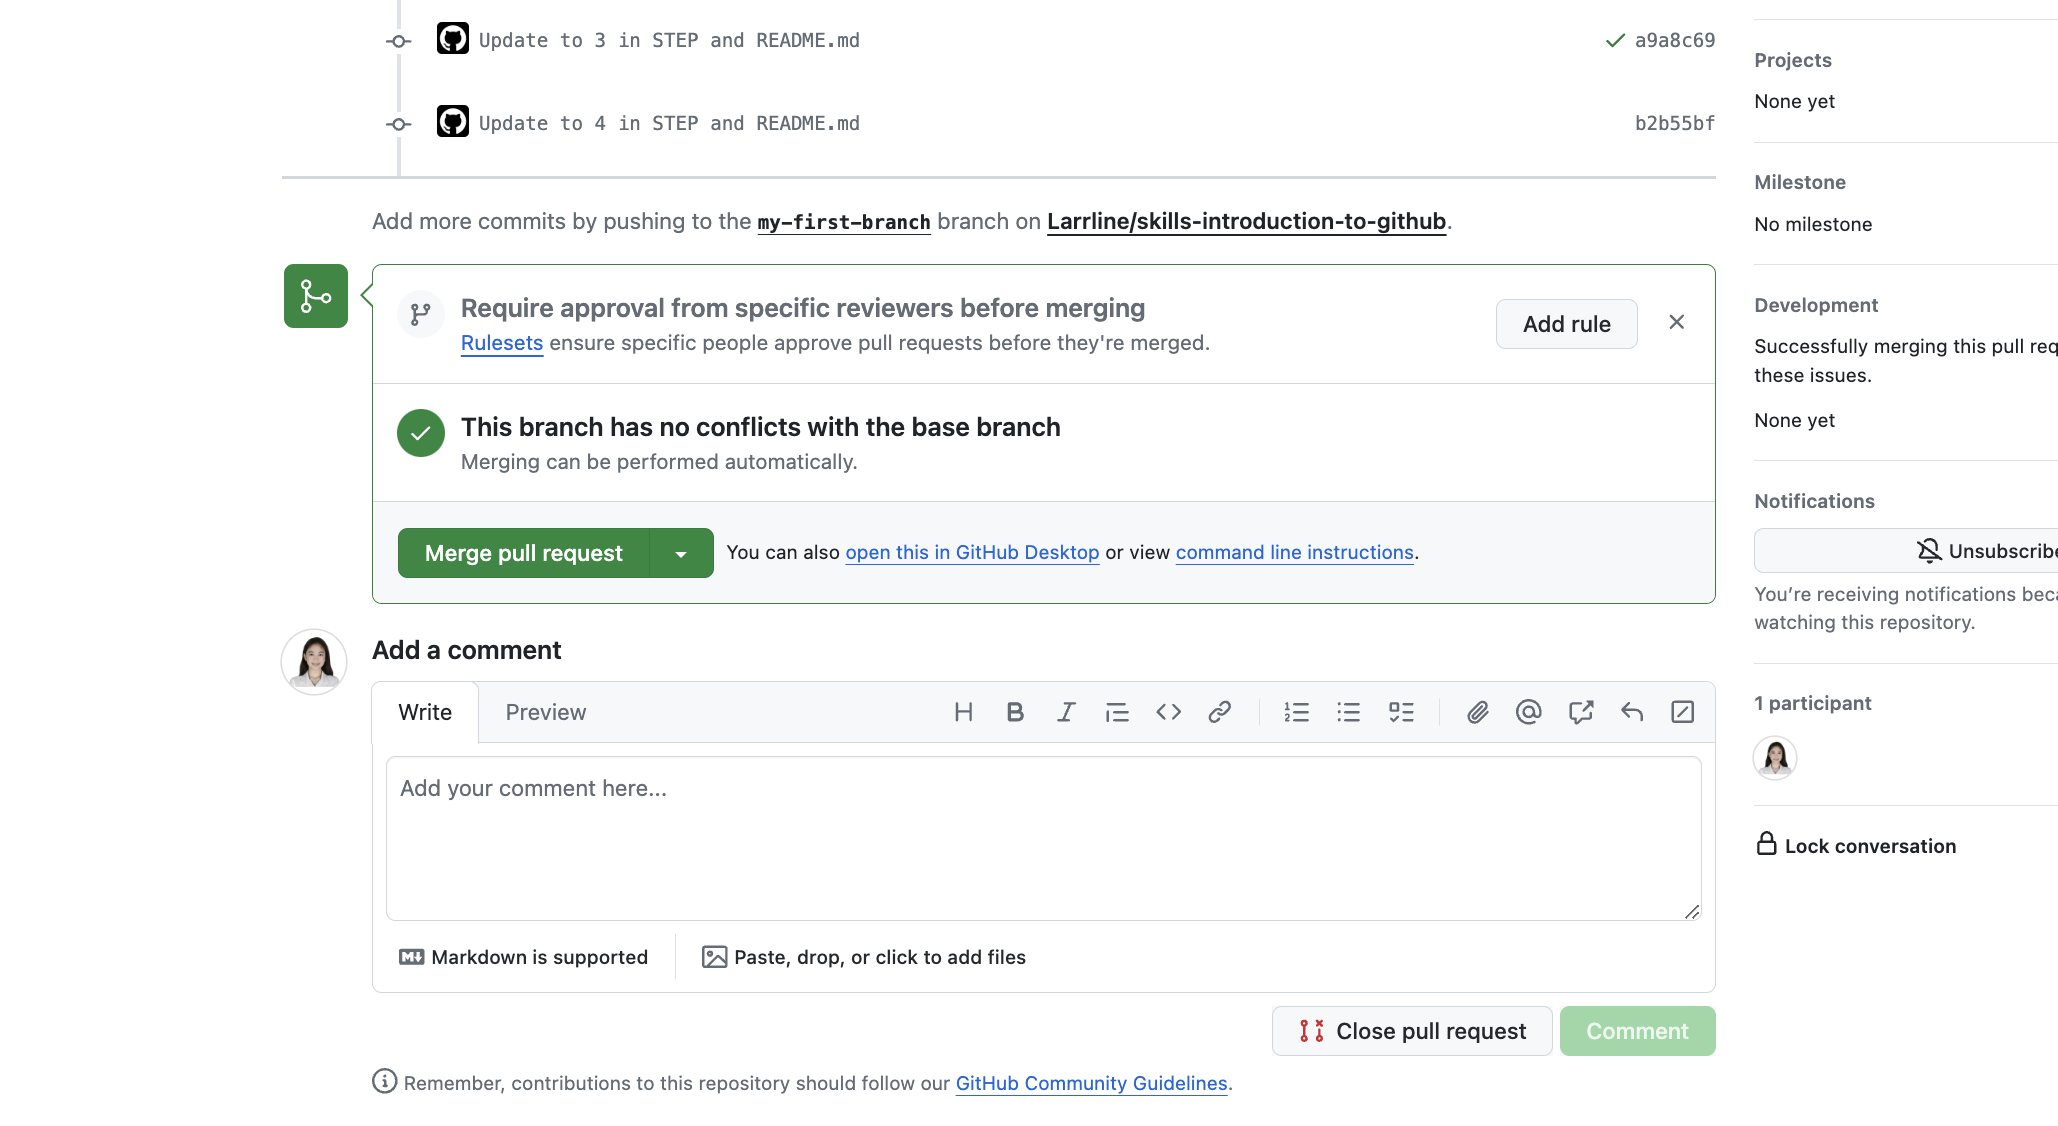 Update to 3 in STEP and README.md a9a8c69
Update to 4 in STEP and README.md b2b55bf
Add more commits by pushing to the my-first-branch branch on Larrline/skills-introduction-to-github.
Require approval from specific reviewers before merging
Rulesets ensure specific people approve pull requests before they're merged.
Add rule
This branch has no conflicts with the base branch
Merging can be performed automatically.
Merge pull request
You can also open this in GitHub Desktop or view command line instructions.
Add a comment
Write Preview
Add your comment here...
Markdown is supported
Paste, drop, or click to add files
Close pull request
Comment
Remember, contributions to this repository should follow our GitHub Community Guidelines.
Projects
None yet
Milestone
No milestone
Development
Successfully merging this pull req
these issues.
None yet
Notifications
Unsubscribe
You’re receiving notifications beca
watching this repository.
1 participant
Lock conversation